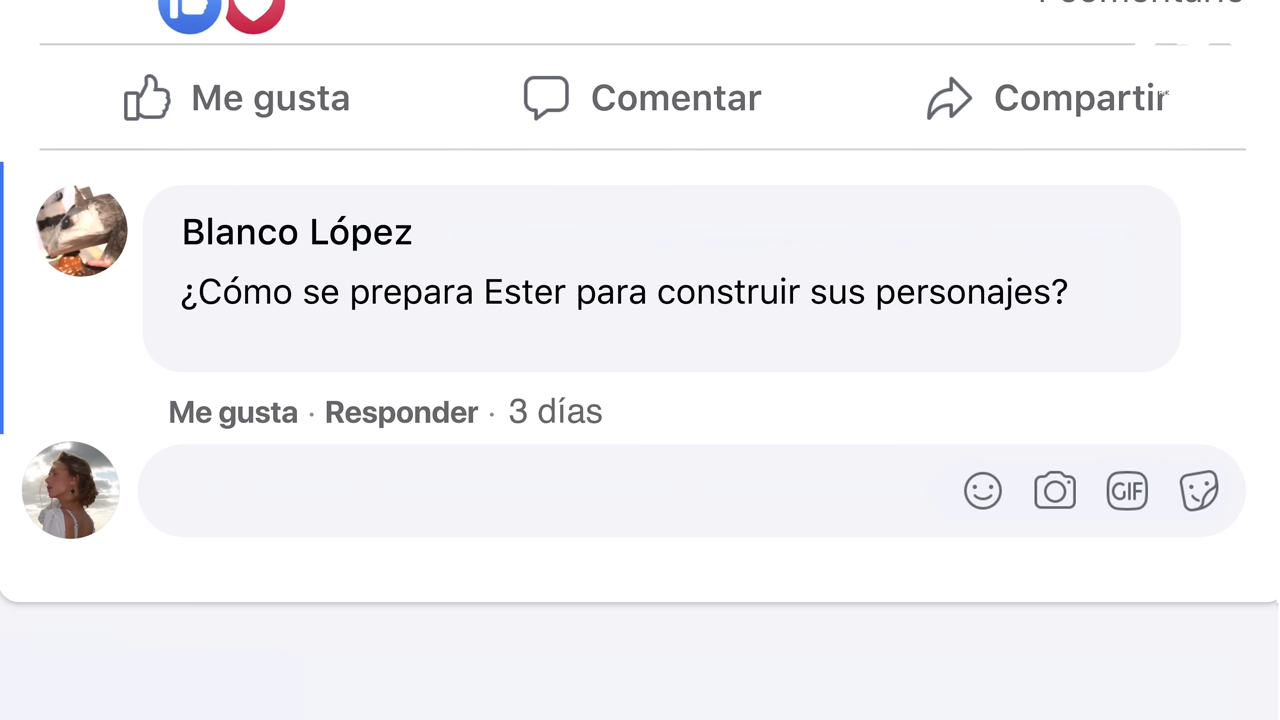 Me gusta
Comentar
Compartir
Blanco López
¿Cómo se prepara Ester para construir sus personajes?
Me gusta · Responder · 3 días
GIF